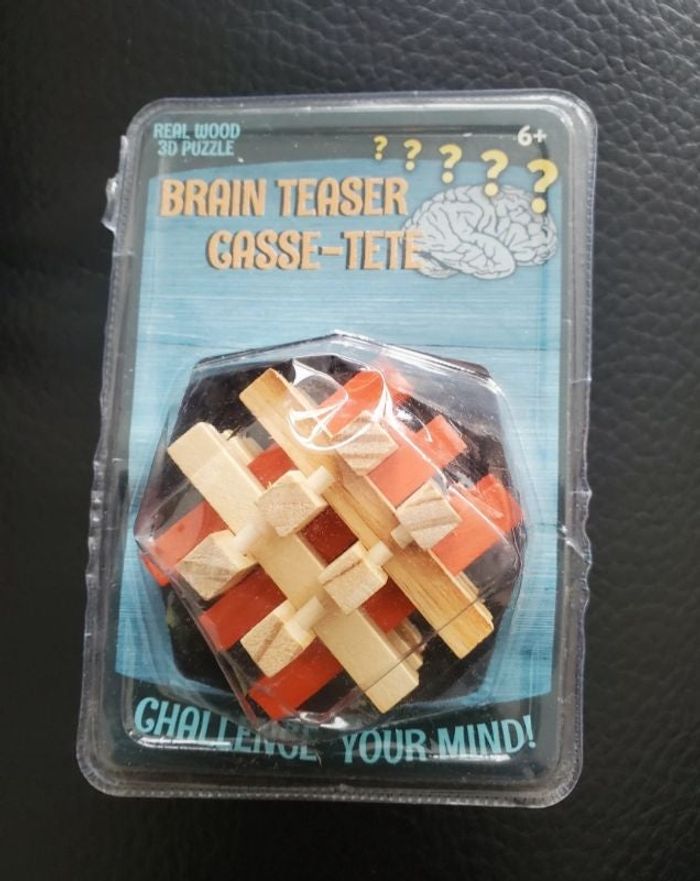 REAL WOOD
3D PUZZLE
6+
? ? ? ? ?
BRAIN TEASER
CASSE-TETE
CHALLENGE YOUR MIND!